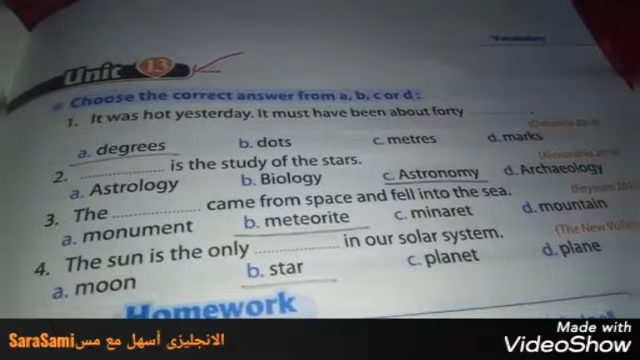 Vocabulary
Unit 13
Choose the correct answer from a, b, c or d :
1. It was hot yesterday. It must have been about forty ............
a. degrees b. dots c. metres d. marks
2. .................. is the study of the stars.
a. Astrology b. Biology c. Astronomy d. Archaeology
3. The .................. came from space and fell into the sea. (Fayoum
a. monument b. meteorite c. minaret d. mountain
4. The sun is the only .................. in our solar system. (The New Valley
a. moon b. star c. planet d. plane
Homework
الانجليزى أسهل مع مس SaraSami
Made with
VideoShow